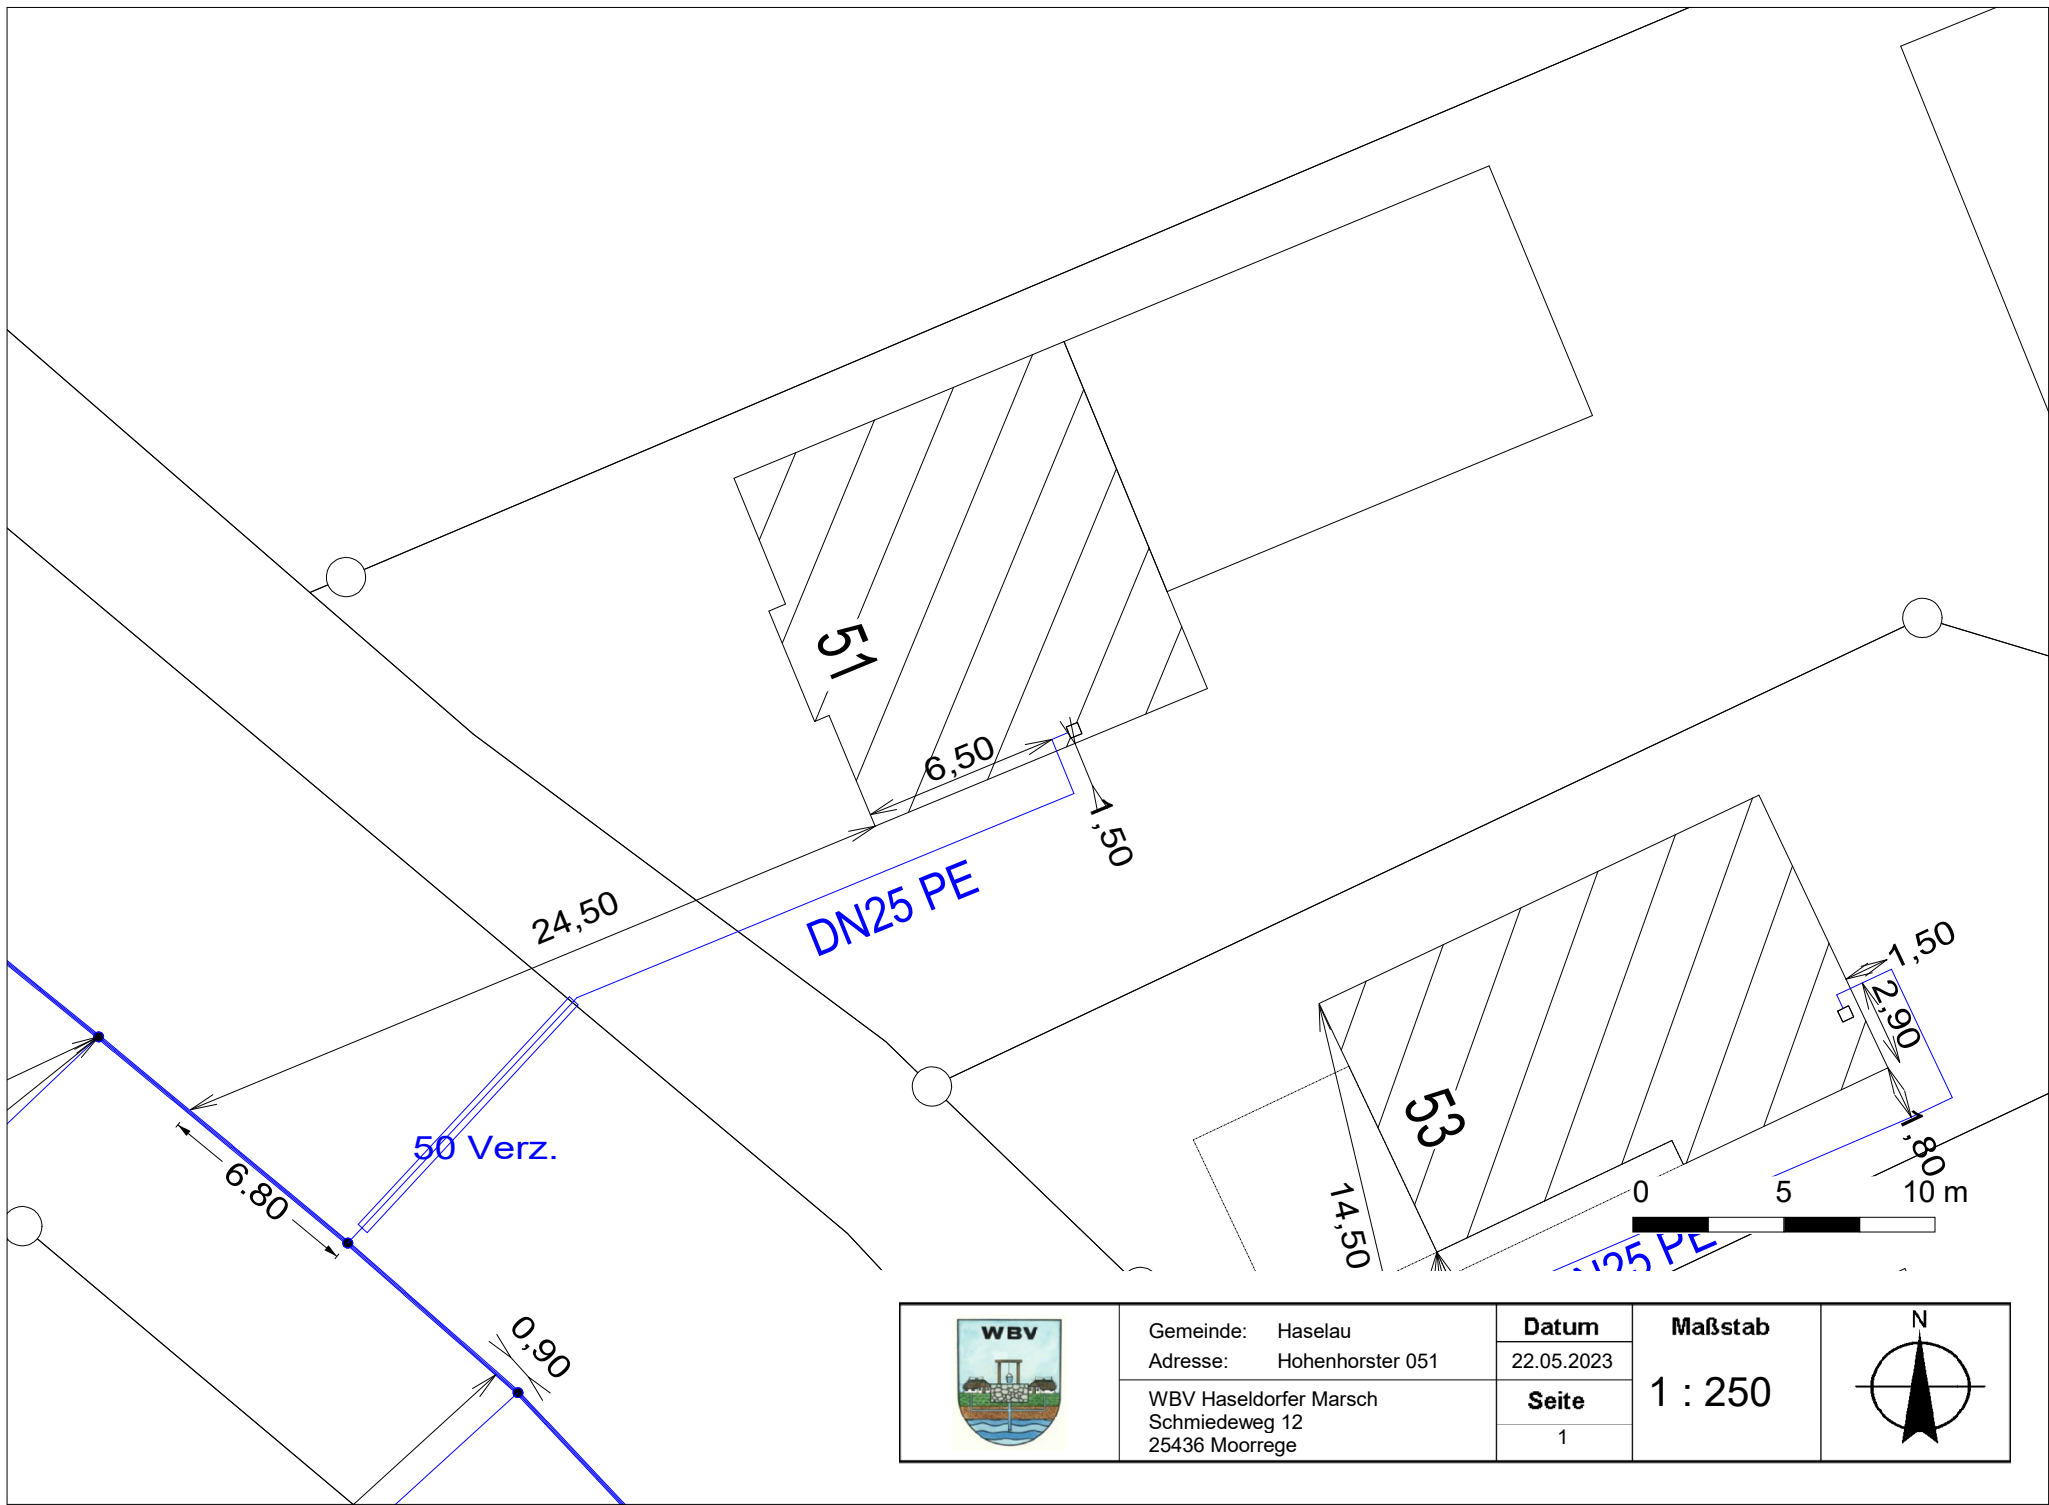 51
6,50
1,50
24,50
DN25 PE
1,50
2,90
50 Verz.
6.80
53
1,80
14,50
0 5 10 m
N25 PE
0,90
WBV
Gemeinde: Haselau
Adresse: Hohenhorster 051
WBV Haseldorfer Marsch
Schmiedeweg 12
25436 Moorrege
Datum
22.05.2023
Seite
1
Maßstab
1 : 250
N